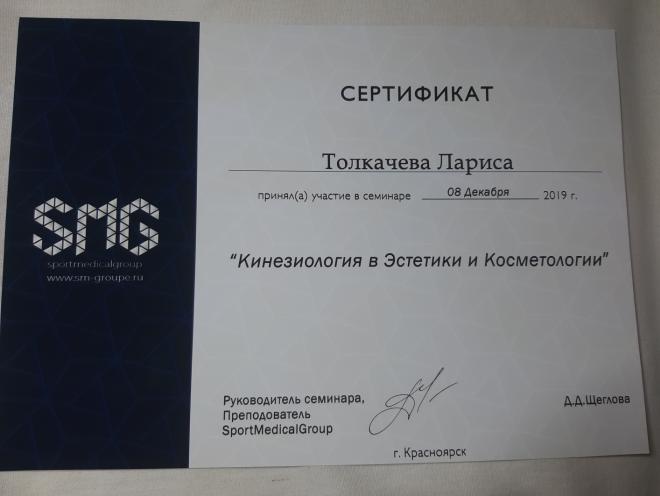 СЕРТИФИКАТ
Толкачева Лариса
принял(а) участие в семинаре 08 Декабря 2019 г.
SMG
sportmedicalgroup
www.sm-groupe.ru
“Кинезиология в Эстетики и Косметологии”
Руководитель семинара,
Преподователь
SportMedicalGroup
Д.Д.Щеглова
г. Красноярск